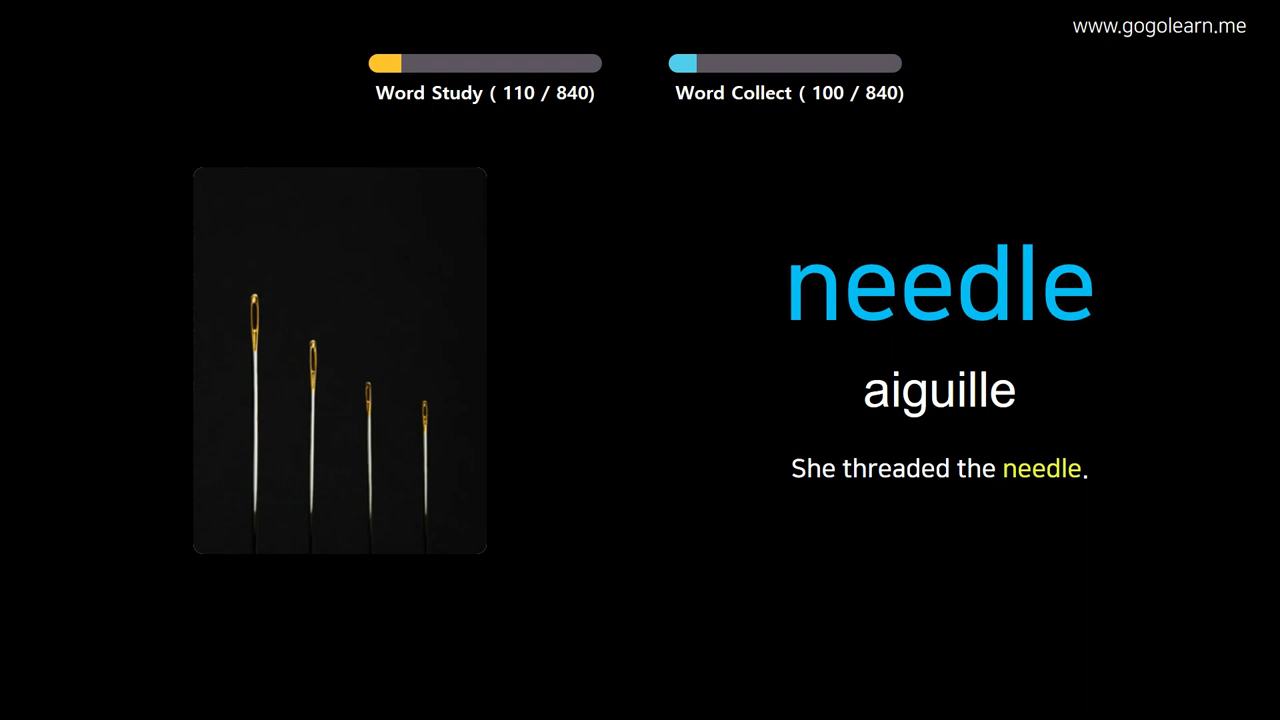 www.gogolearn.me
Word Study ( 110 / 840)
Word Collect ( 100 / 840)
needle
aiguille
She threaded the needle.